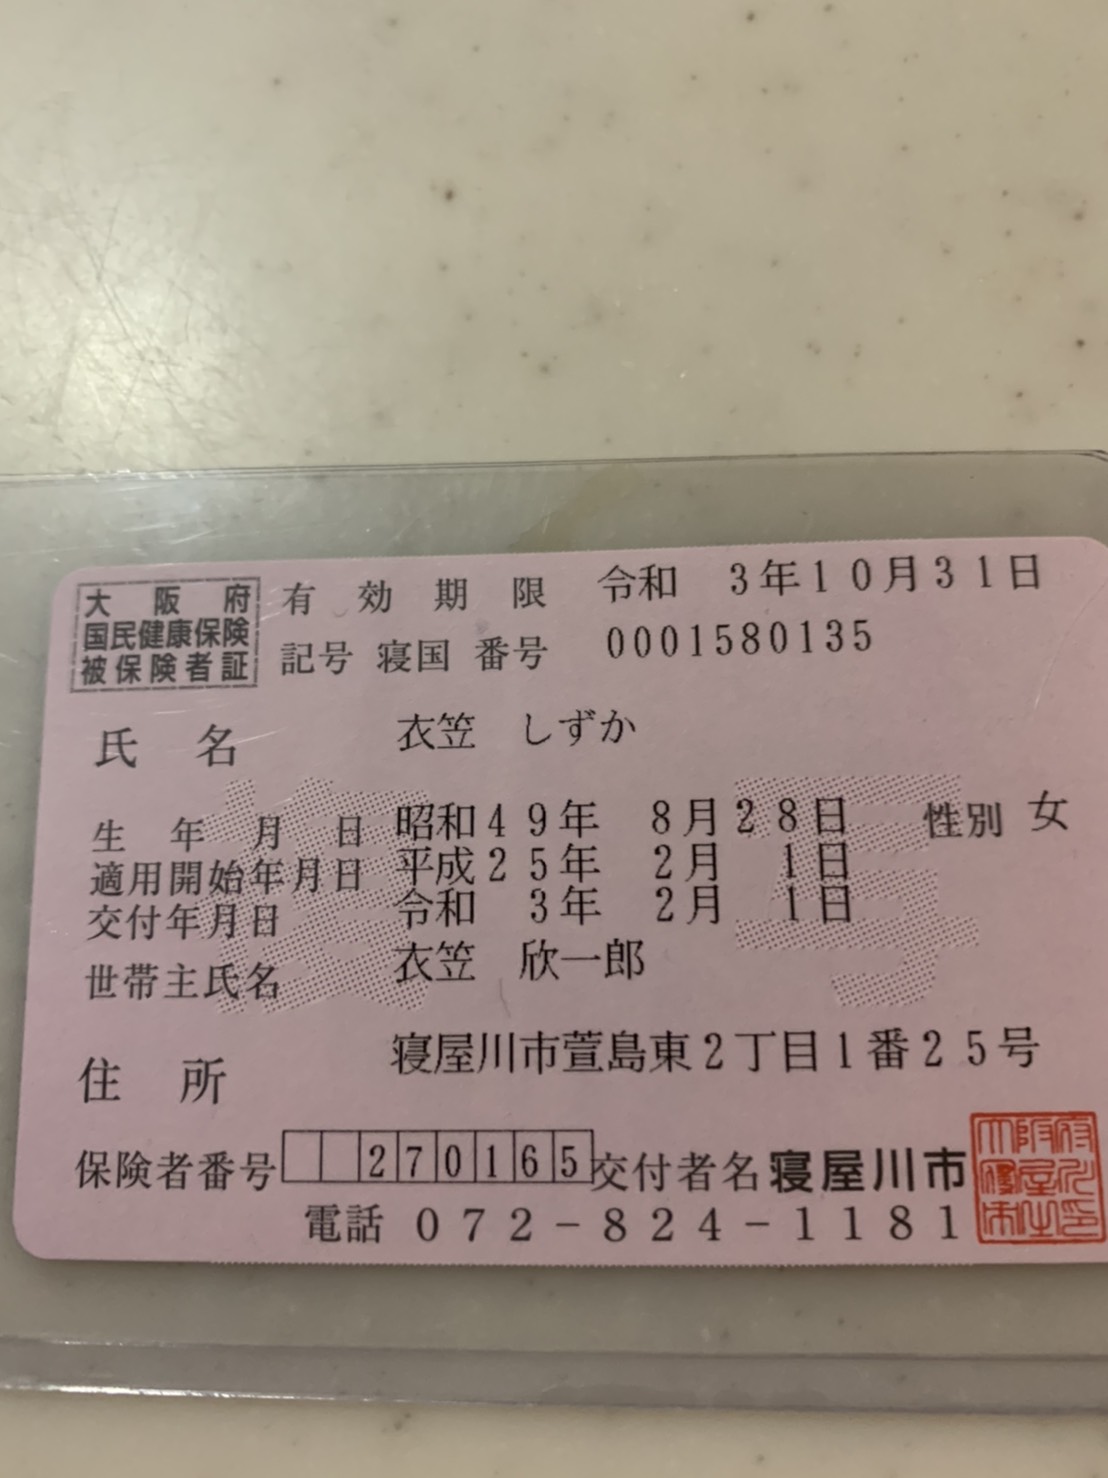 大阪府
国民健康保険
被保険者証
有効期限 令和 3年10月31日
記号 寝国 番号 0001580135
氏名 衣笠 しずか
生年月日 昭和49年 8月28日 性別 女
適用開始年月日 平成25年 2月 1日
交付年月日 令和 3年 2月 1日
世帯主氏名 衣笠 欣一郎
住所 寝屋川市萱島東2丁目1番25号
保険者番号 270165 交付者名 寝屋川市
電話 072-824-1181